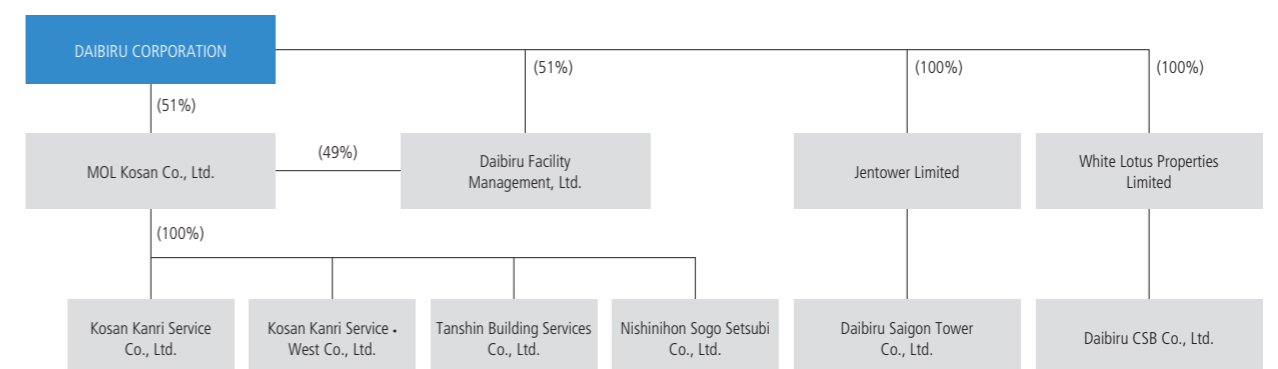 DAIBIRU CORPORATION
(51%)
(100%)
(100%)
(51%)
MOL Kosan Co., Ltd.
(49%)
Daibiru Facility
Management, Ltd.
Jentower Limited
White Lotus Properties
Limited
(100%)
Kosan Kanri Service
Co., Ltd.
Kosan Kanri Service •
West Co., Ltd.
Tanshin Building Services
Co., Ltd.
Nishinihon Sogo Setsubi
Co., Ltd.
Daibiru Saigon Tower
Co., Ltd.
Daibiru CSB Co., Ltd.